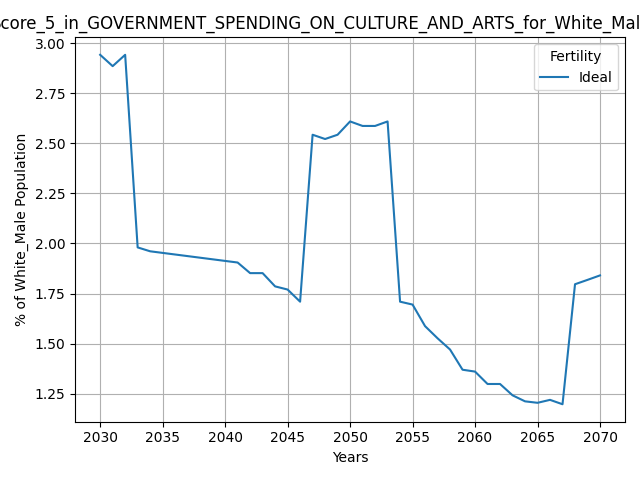 core_5_in_GOVERNMENT_SPENDING_ON_CULTURE_AND_ARTS_for_White_Mal
3.00
2.75
2.50
2.25
2.00
1.75
1.50
1.25
% of White_Male Population
Fertility
Ideal
2030 2035 2040 2045 2050 2055 2060 2065 2070
Years